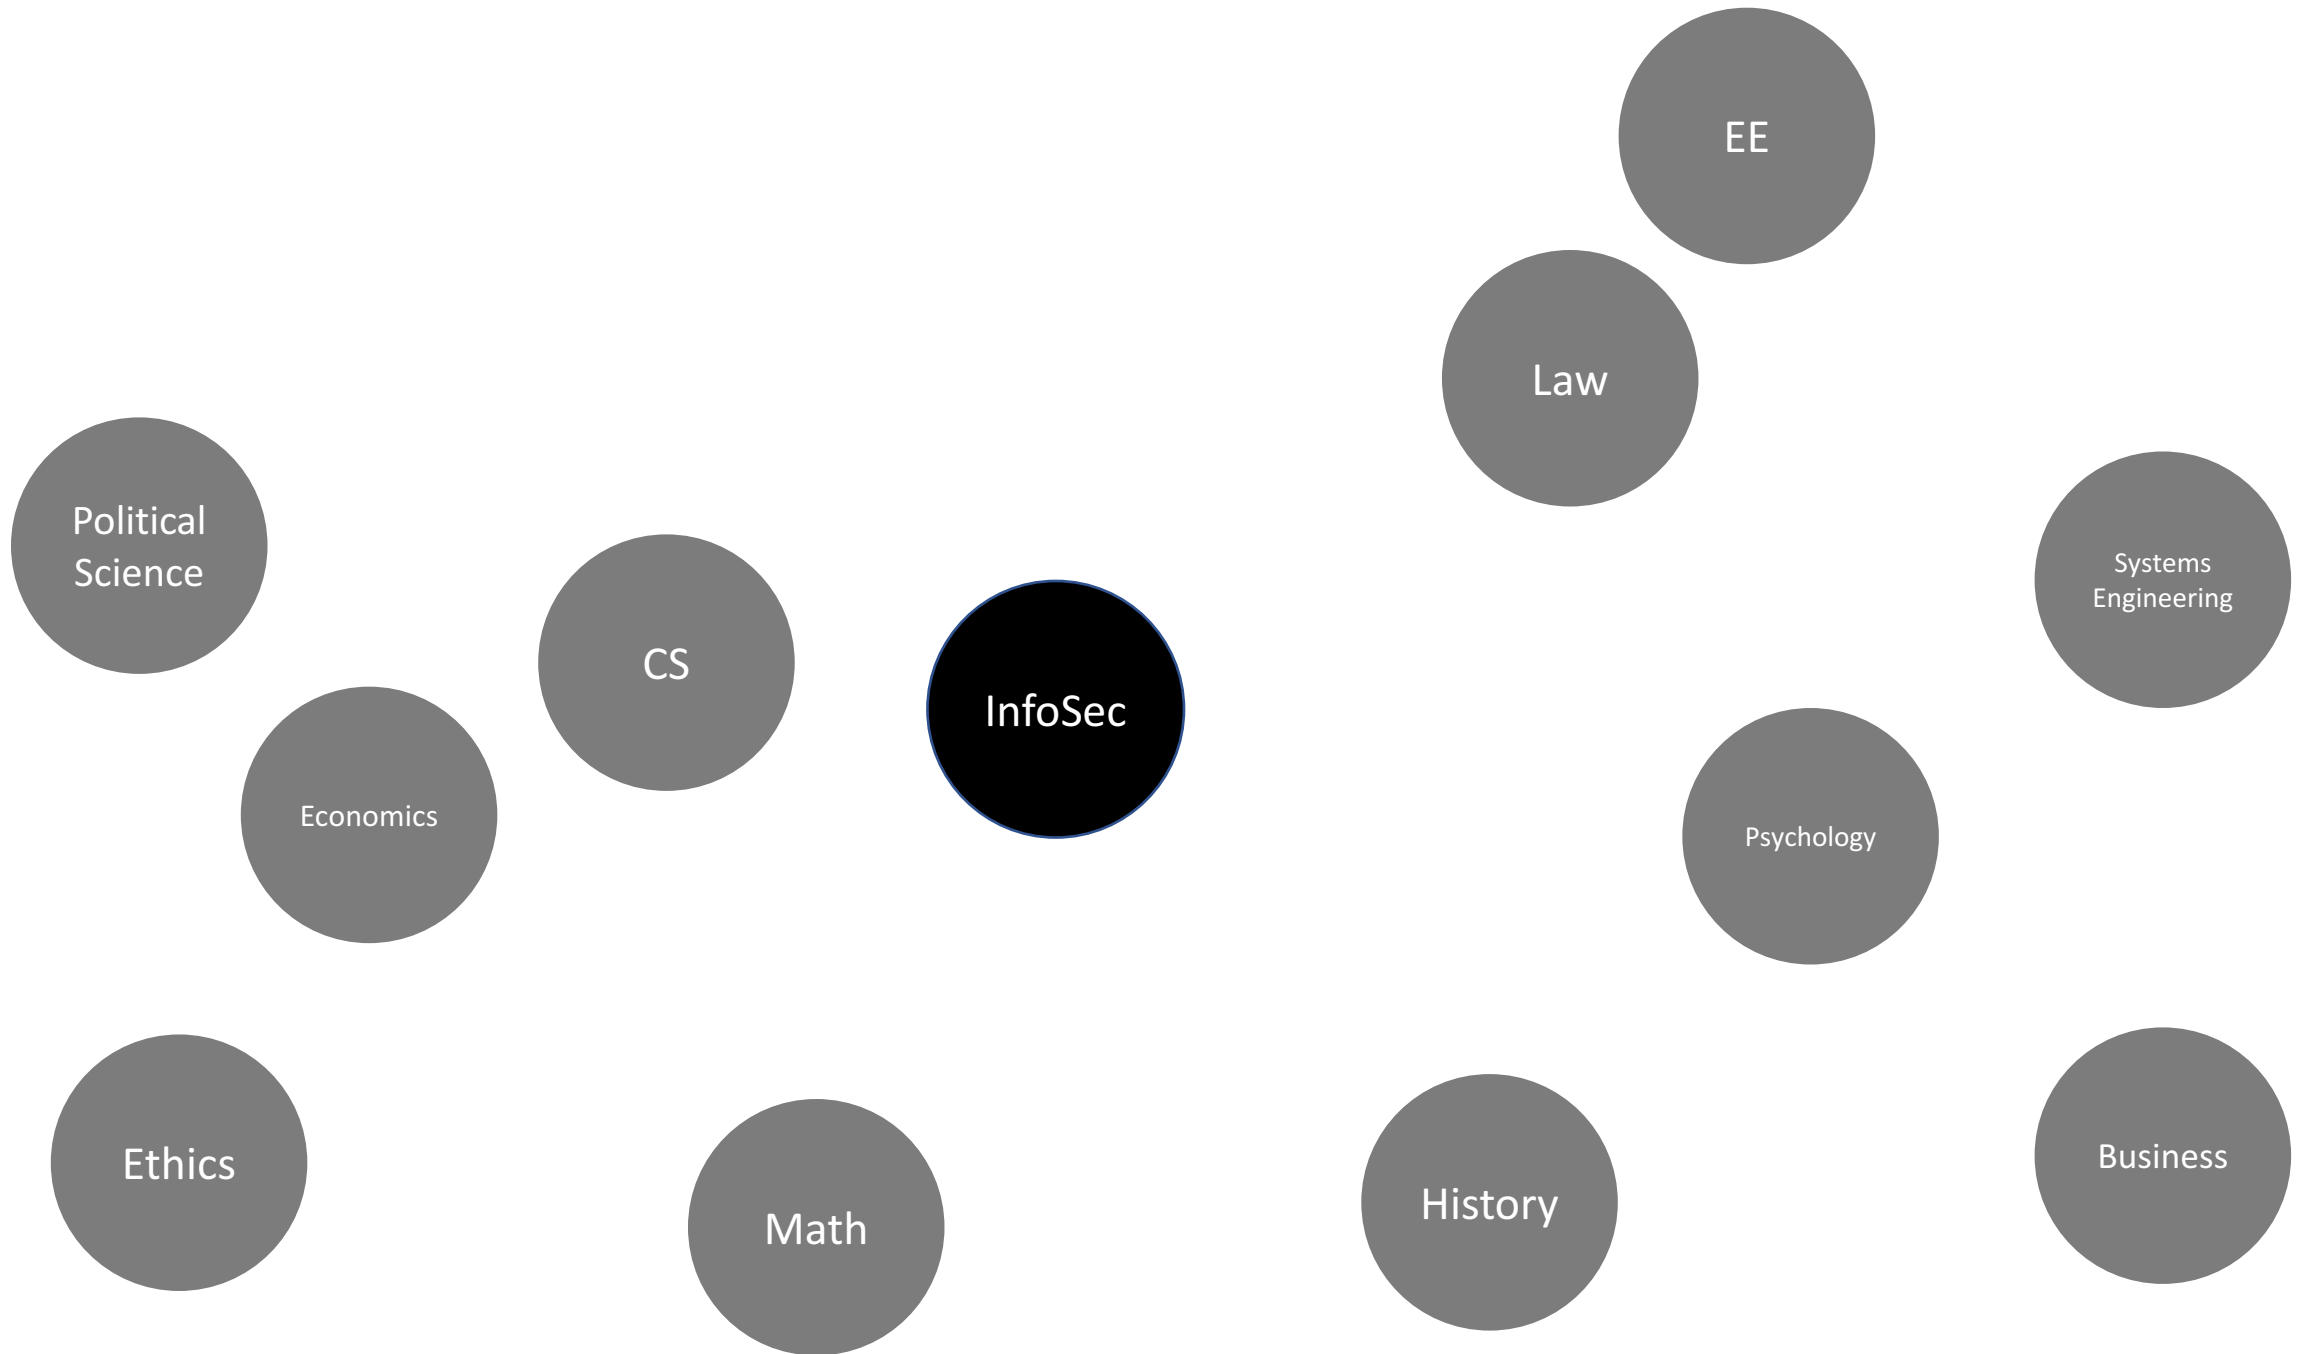 EE
Law
Political
Science
Systems
Engineering
CS
InfoSec
Economics
Psychology
Ethics
Business
History
Math